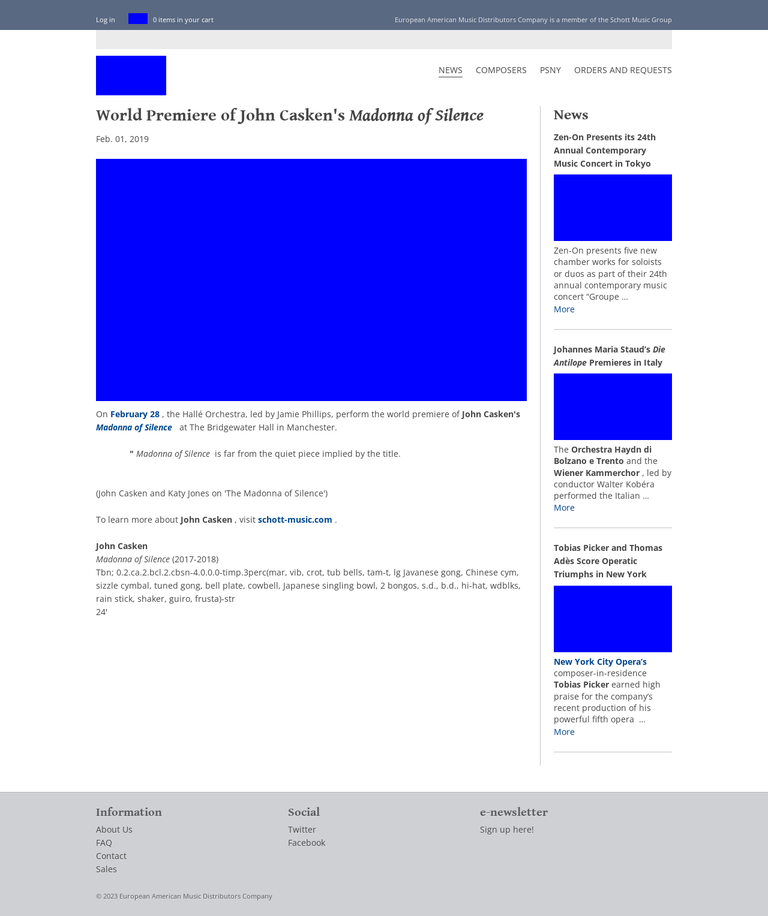 Log in
0 items in your cart
European American Music Distributors Company is a member of the Schott Music Group
NEWS
COMPOSERS
PSNY
ORDERS AND REQUESTS
World Premiere of John Casken's Madonna of Silence
Feb. 01, 2019
On February 28 , the Hallé Orchestra, led by Jamie Phillips, perform the world premiere of John Casken's
Madonna of Silence at The Bridgewater Hall in Manchester.
" Madonna of Silence is far from the quiet piece implied by the title.
(John Casken and Katy Jones on 'The Madonna of Silence')
To learn more about John Casken , visit schott-music.com .
John Casken
Madonna of Silence (2017-2018)
Tbn; 0.2.ca.2.bcl.2.cbsn-4.0.0.0-timp.3perc(mar, vib, crot, tub bells, tam-t, lg Javanese gong, Chinese cym,
sizzle cymbal, tuned gong, bell plate, cowbell, Japanese singling bowl, 2 bongos, s.d., b.d., hi-hat, wdblks,
rain stick, shaker, guiro, frusta)-str
24'
News
Zen-On Presents its 24th
Annual Contemporary
Music Concert in Tokyo
Zen-On presents five new
chamber works for soloists
or duos as part of their 24th
annual contemporary music
concert “Groupe ...
More
Johannes Maria Staud’s Die
Antilope Premieres in Italy
The Orchestra Haydn di
Bolzano e Trento and the
Wiener Kammerchor , led by
conductor Walter Kobéra
performed the Italian ...
More
Tobias Picker and Thomas
Adès Score Operatic
Triumphs in New York
New York City Opera’s
composer-in-residence
Tobias Picker earned high
praise for the company’s
recent production of his
powerful fifth opera ...
More
Information
About Us
FAQ
Contact
Sales
Social
Twitter
Facebook
e-newsletter
Sign up here!
© 2023 European American Music Distributors Company